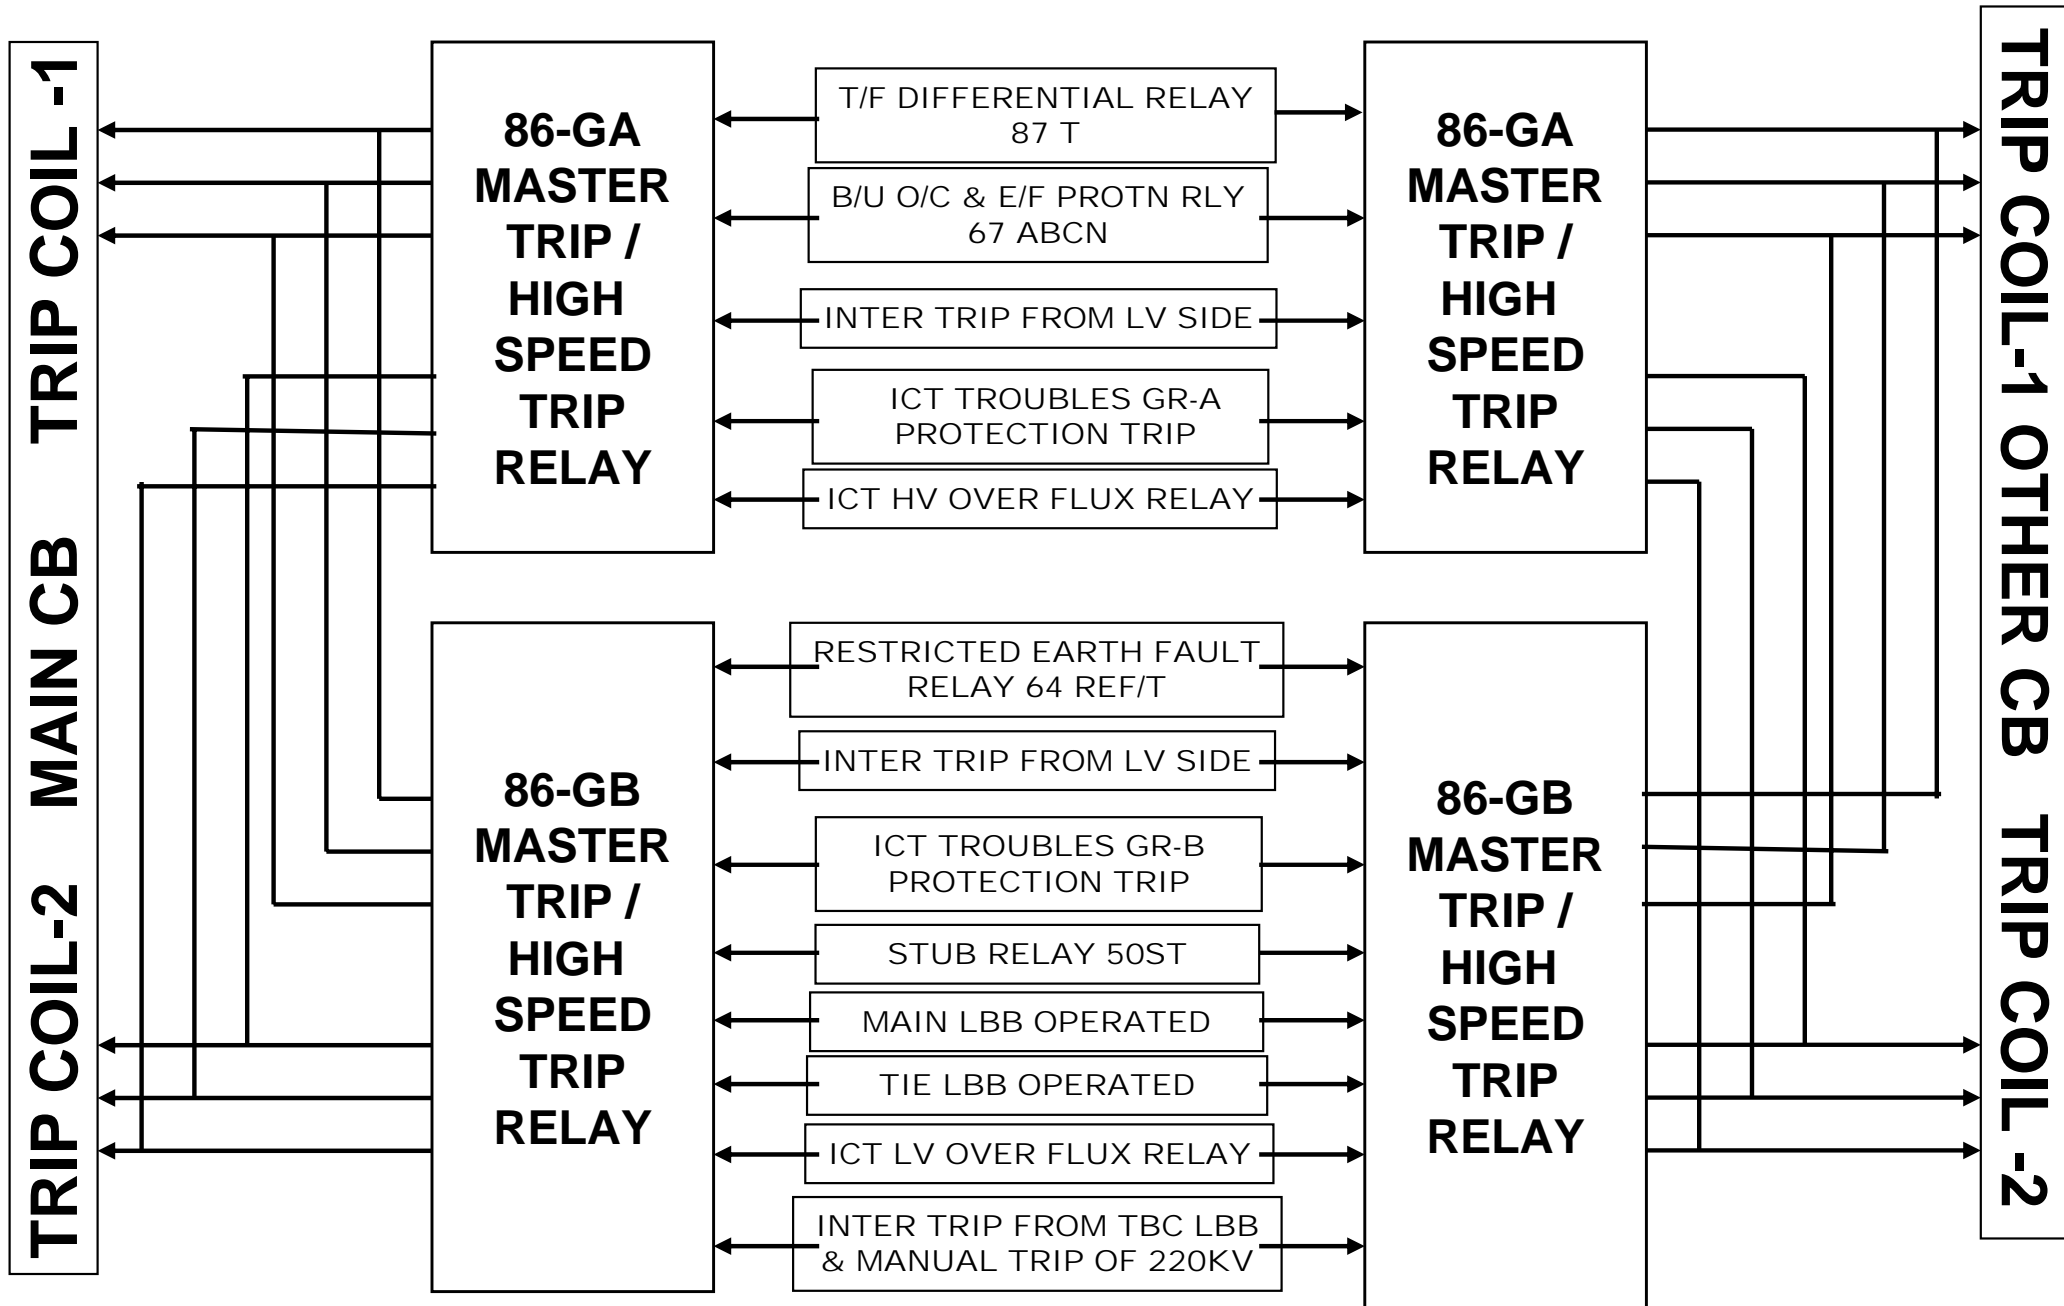 TRIP COIL-2 MAIN CB TRIP COIL -1
86-GA
MASTER
TRIP /
HIGH
SPEED
TRIP
RELAY
T/F DIFFERENTIAL RELAY
87 T
B/U O/C & E/F PROTN RLY
67 ABCN
INTER TRIP FROM LV SIDE
ICT TROUBLES GR-A
PROTECTION TRIP
ICT HV OVER FLUX RELAY
86-GA
MASTER
TRIP /
HIGH
SPEED
TRIP
RELAY
86-GB
MASTER
TRIP /
HIGH
SPEED
TRIP
RELAY
RESTRICTED EARTH FAULT
RELAY 64 REF/T
INTER TRIP FROM LV SIDE
ICT TROUBLES GR-B
PROTECTION TRIP
STUB RELAY 50ST
MAIN LBB OPERATED
TIE LBB OPERATED
ICT LV OVER FLUX RELAY
INTER TRIP FROM TBC LBB
& MANUAL TRIP OF 220KV
86-GB
MASTER
TRIP /
HIGH
SPEED
TRIP
RELAY
TRIP COIL-1 OTHER CB TRIP COIL -2